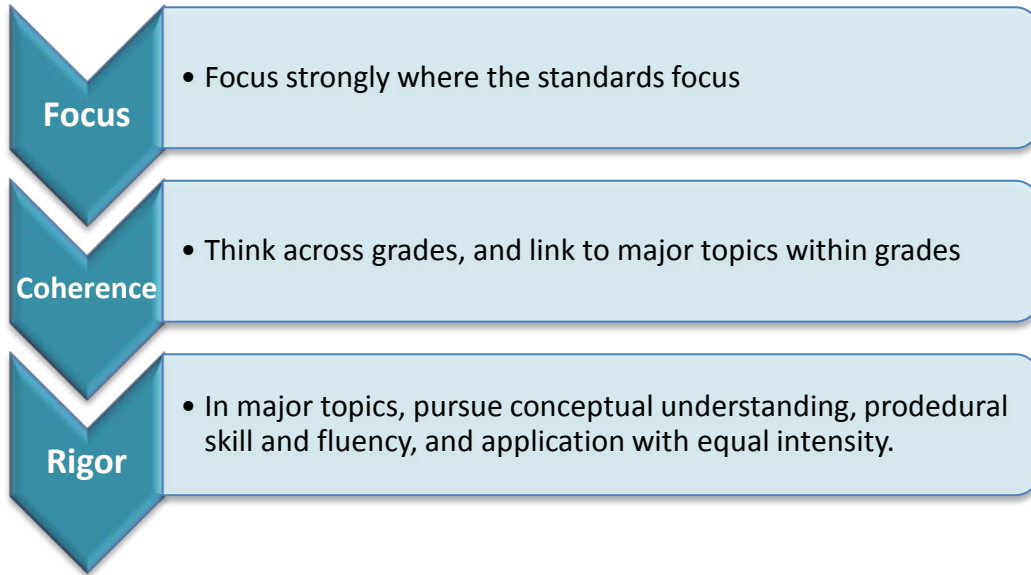 Focus
• Focus strongly where the standards focus
Coherence
• Think across grades, and link to major topics within grades
Rigor
• In major topics, pursue conceptual understanding, prodedural
skill and fluency, and application with equal intensity.